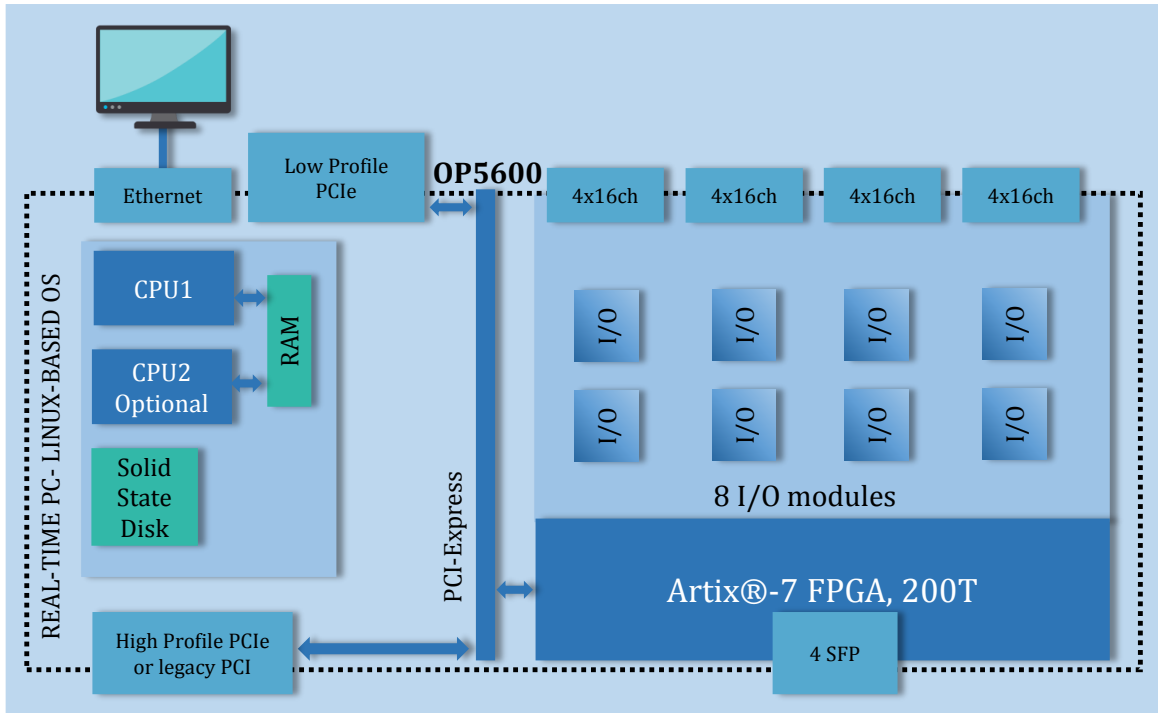 Ethernet
Low Profile
PCIe
OP5600
4x16ch
4x16ch
4x16ch
4x16ch
REAL-TIME PC- LINUX-BASED OS
CPU1
RAM
CPU2
Optional
Solid
State
Disk
PCI-Express
I/O
I/O
I/O
I/O
I/O
I/O
I/O
I/O
8 I/O modules
Artix®-7 FPGA, 200T
High Profile PCIe
or legacy PCI
4 SFP